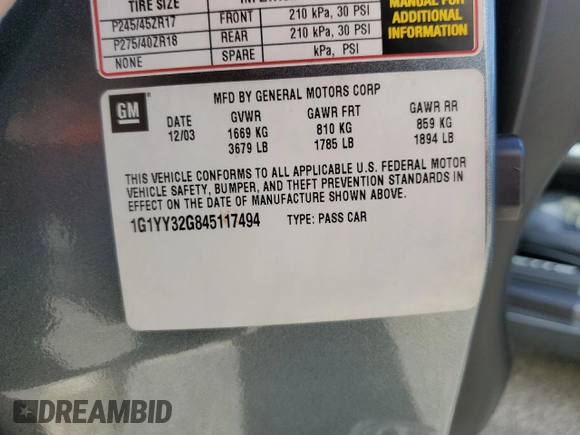 TIRE SIZE
P245/45ZR17 FRONT 210 kPa, 30 PSI
P275/40ZR18 REAR 210 kPa, 30 PSI
NONE SPARE kPa, PSI
MANUAL FOR
ADDITIONAL
INFORMATION
GM
MFD BY GENERAL MOTORS CORP
DATE GVWR GAWR FRT GAWR RR
12/03 1669 KG 810 KG 859 KG
3679 LB 1785 LB 1894 LB
THIS VEHICLE CONFORMS TO ALL APPLICABLE U.S. FEDERAL MOTOR
VEHICLE SAFETY, BUMPER, AND THEFT PREVENTION STANDARDS IN
EFFECT ON THE DATE OF MANUFACTURE SHOWN ABOVE.
1G1YY32G845117494 TYPE: PASS CAR
DREAMBID